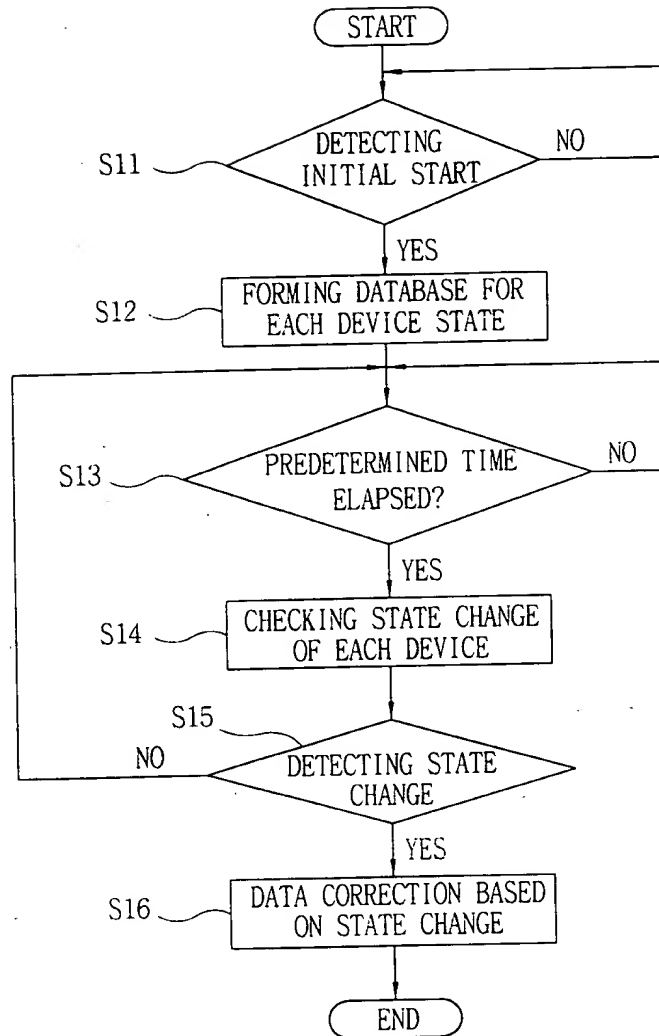 START
DETECTING
INITIAL START
S11
NO
YES
FORMING DATABASE FOR
EACH DEVICE STATE
S12
PREDETERMINED TIME
ELAPSED?
S13
NO
YES
CHECKING STATE CHANGE
OF EACH DEVICE
S14
S15
NO
DETECTING STATE
CHANGE
YES
DATA CORRECTION BASED
ON STATE CHANGE
S16
END